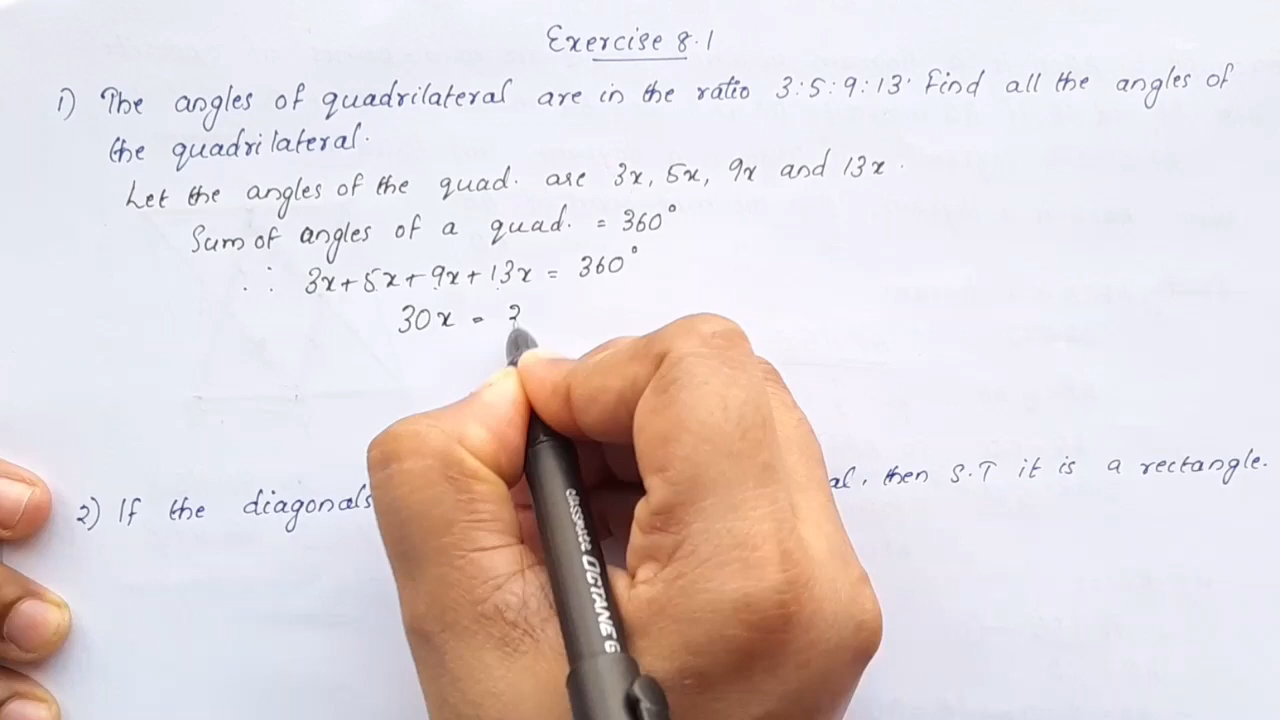 Exercise 8.1
1) The angles of quadrilateral are in the ratio 3:5:9:13. Find all the angles of
the quadrilateral.
Let the angles of the quad. are 3x, 5x, 9x and 13x.
Sum of angles of a quad. = 360°
∴ 3x+5x+9x+13x = 360°
30x =
2) If the diagonals then S.T it is a rectangle.
classmate OCTANE